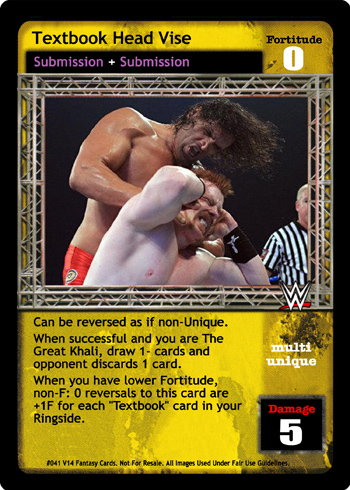 Textbook Head Vise
Fortitude
0
Submission + Submission
W
Can be reversed as if non-Unique.
When successful and you are The
Great Khali, draw 1- cards and
opponent discards 1 card.
When you have lower Fortitude,
non-F: 0 reversals to this card are
+1F for each "Textbook" card in your
Ringside.
multi
unique
Damage
5
#041 V14 Fantasy Cards. Not For Resale. All Images Used Under Fair Use Guidelines.